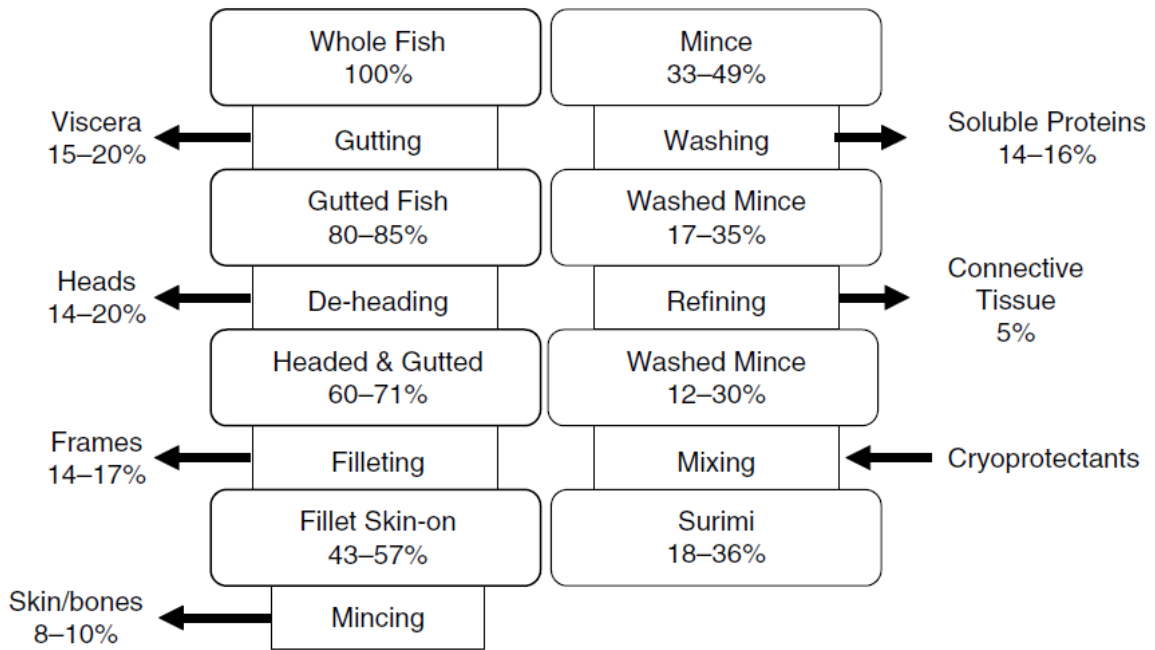 Whole Fish
100%
Viscera
15–20%
Gutting
Gutted Fish
80–85%
Heads
14–20%
De-heading
Headed & Gutted
60–71%
Frames
14–17%
Filleting
Fillet Skin-on
43–57%
Skin/bones
8–10%
Mincing
Mince
33–49%
Washing
Soluble Proteins
14–16%
Washed Mince
17–35%
Refining
Connective
Tissue
5%
Washed Mince
12–30%
Mixing
Cryoprotectants
Surimi
18–36%